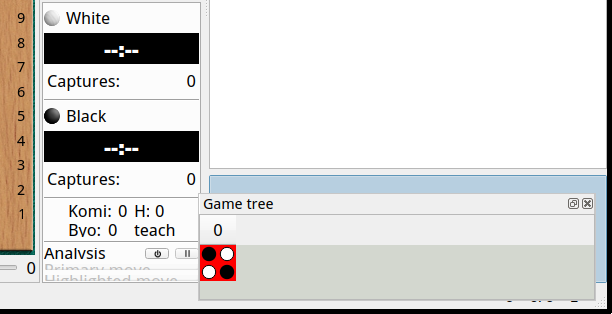 9
8
7
6
5
4
3
2
1
0
White
--:--
Captures: 0
Black
--:--
Captures: 0
Komi: 0 H: 0
Byo: 0 teach
Analysis
Primary move
Highlighted move
Game tree
0